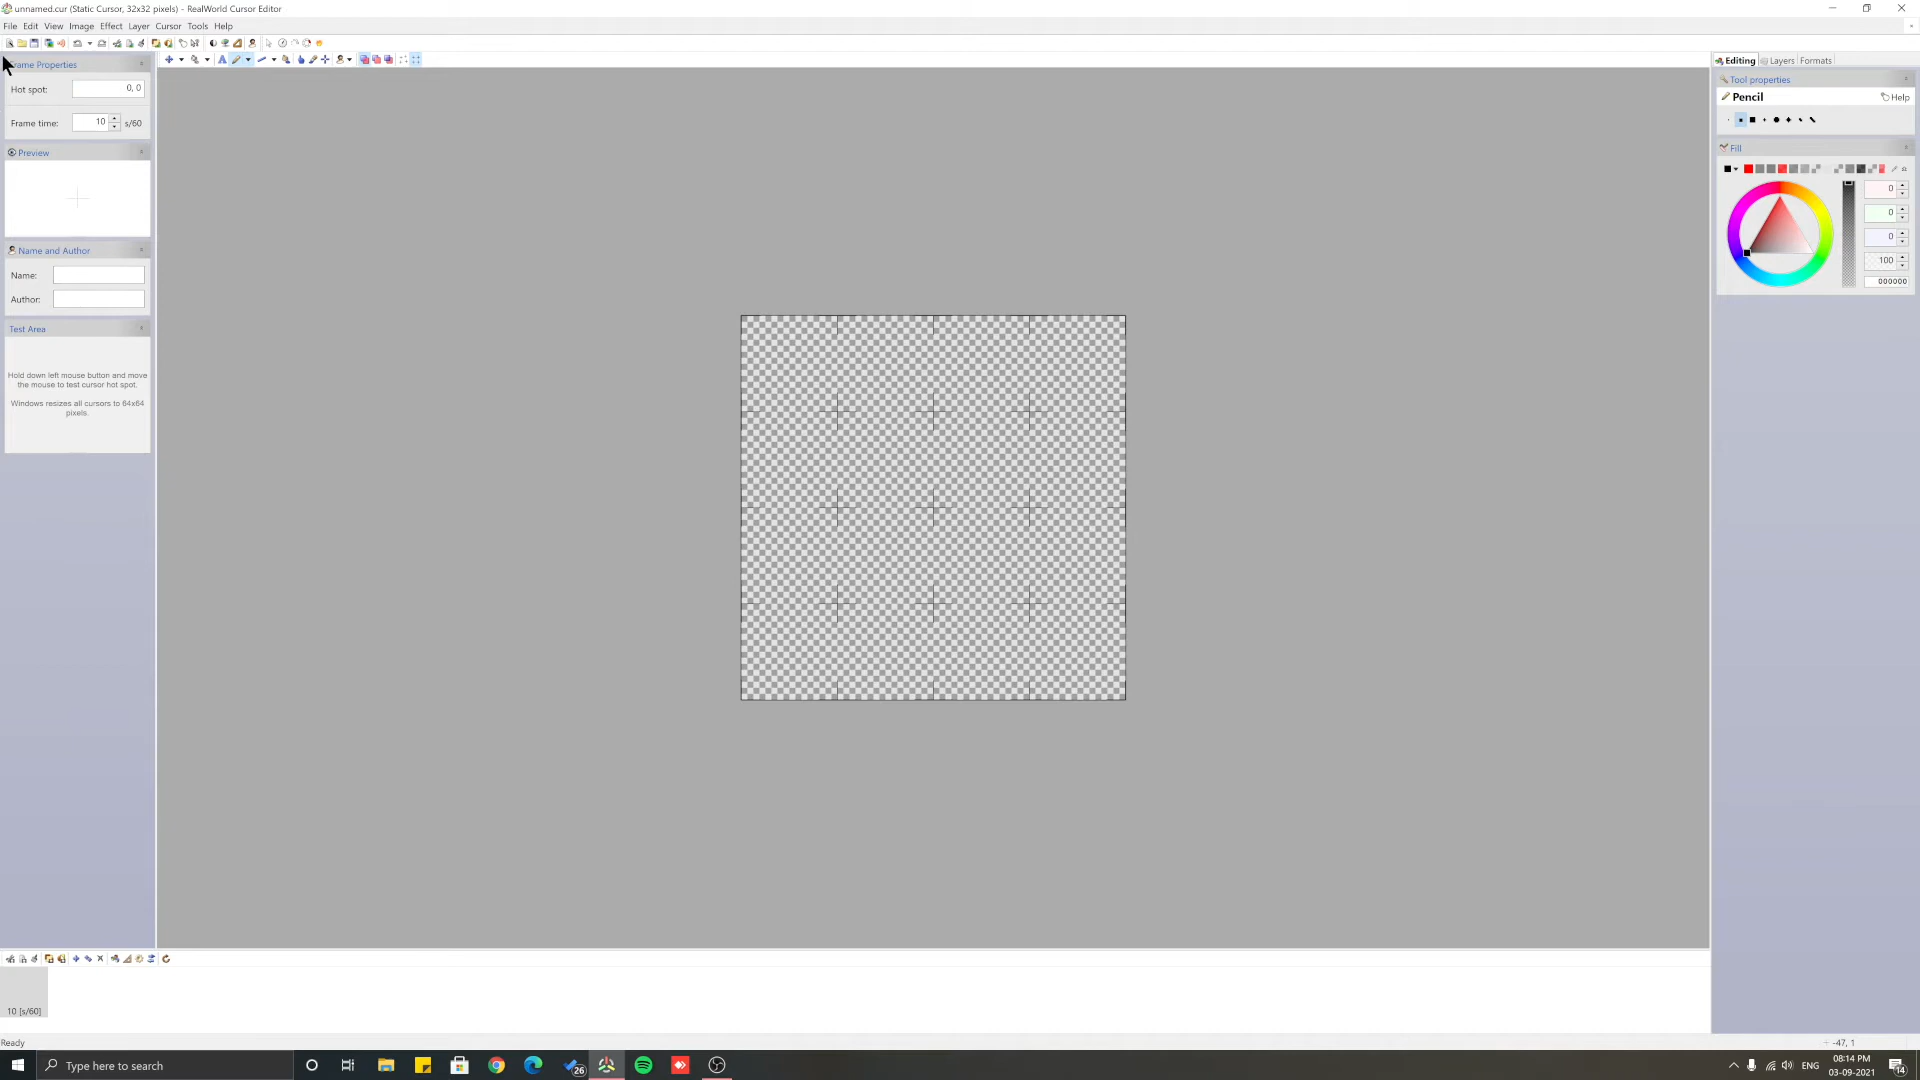 unnamed.cur (Static Cursor, 32x32 pixels) - RealWorld Cursor Editor
File Edit View Image Effect Layer Cursor Tools Help
Frame Properties
Hot spot: 0, 0
Frame time: 10 s/60
Preview
Name and Author
Name:
Author:
Test Area
Hold down left mouse button and move
the mouse to test cursor hot spot.
Windows resizes all cursors to 64x64
pixels.
Editing Layers Formats
Tool properties
Pencil Help
Fill
0
0
0
100
000000
10 [s/60]
Ready
-47, 1
Type here to search
26
ENG
08:14 PM
03-09-2021
14